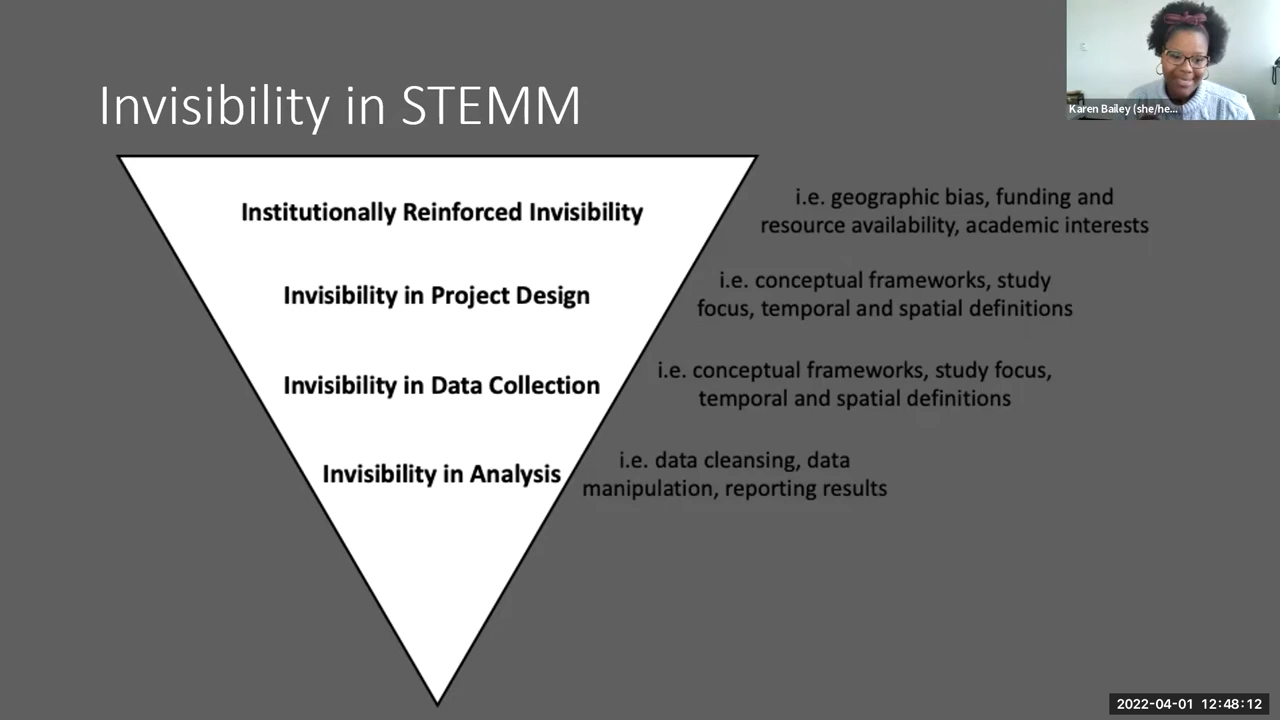 Invisibility in STEMM
Karen Bailey (she/he...
Institutionally Reinforced Invisibility
i.e. geographic bias, funding and
resource availability, academic interests
Invisibility in Project Design
i.e. conceptual frameworks, study
focus, temporal and spatial definitions
Invisibility in Data Collection
i.e. conceptual frameworks, study focus,
temporal and spatial definitions
Invisibility in Analysis
i.e. data cleansing, data
manipulation, reporting results
2022-04-01 12:48:12